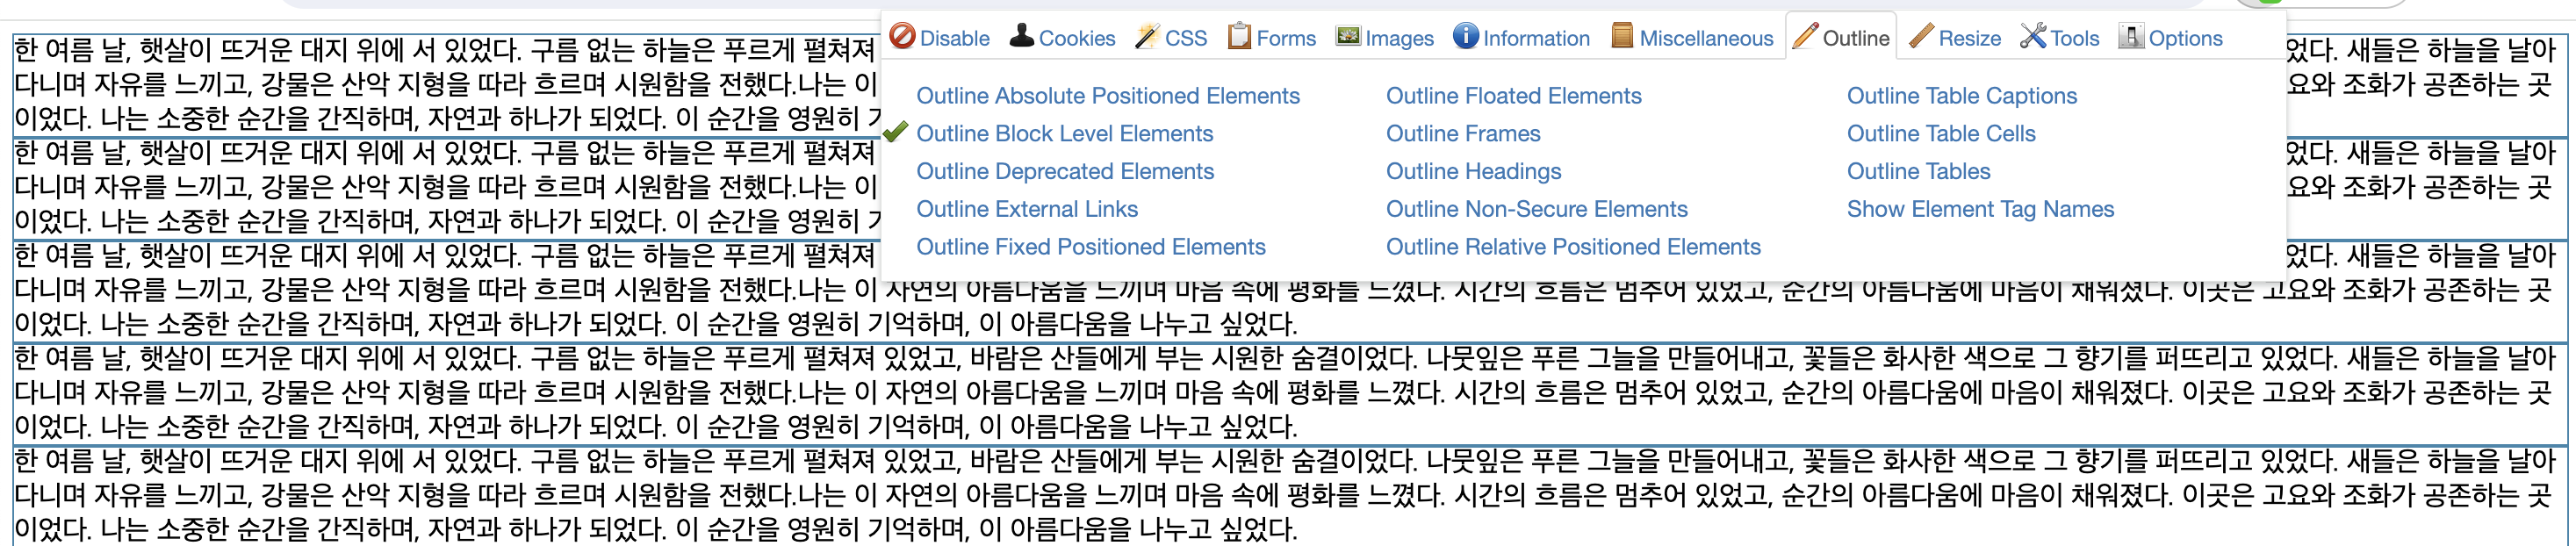 Disable Cookies CSS Forms Images Information Miscellaneous Outline Resize Tools Options
Outline Absolute Positioned Elements
Outline Block Level Elements
Outline Deprecated Elements
Outline External Links
Outline Fixed Positioned Elements
Outline Floated Elements
Outline Frames
Outline Headings
Outline Non-Secure Elements
Outline Relative Positioned Elements
Outline Table Captions
Outline Table Cells
Outline Tables
Show Element Tag Names
한 여름 날, 햇살이 뜨거운 대지 위에 서 있었다. 구름 없는 하늘은 푸르게 펼쳐져 었다. 새들은 하늘을 날아
다니며 자유를 느끼고, 강물은 산악 지형을 따라 흐르며 시원함을 전했다.나는 이 요와 조화가 공존하는 곳
이었다. 나는 소중한 순간을 간직하며, 자연과 하나가 되었다. 이 순간을 영원히
한 여름 날, 햇살이 뜨거운 대지 위에 서 있었다. 구름 없는 하늘은 푸르게 펼쳐져 었다. 새들은 하늘을 날아
다니며 자유를 느끼고, 강물은 산악 지형을 따라 흐르며 시원함을 전했다.나는 이 요와 조화가 공존하는 곳
이었다. 나는 소중한 순간을 간직하며, 자연과 하나가 되었다. 이 순간을 영원히
한 여름 날, 햇살이 뜨거운 대지 위에 서 있었다. 구름 없는 하늘은 푸르게 펼쳐져 었다. 새들은 하늘을 날아
다니며 자유를 느끼고, 강물은 산악 지형을 따라 흐르며 시원함을 전했다.나는 이 자연의 아름다움을 느끼며 마음 속에 평화를 느꼈다. 시간의 흐름은 멈추어 있었고, 순간의 아름다움에 마음이 채워졌다. 이곳은 고요와 조화가 공존하는 곳
이었다. 나는 소중한 순간을 간직하며, 자연과 하나가 되었다. 이 순간을 영원히 기억하며, 이 아름다움을 나누고 싶었다.
한 여름 날, 햇살이 뜨거운 대지 위에 서 있었다. 구름 없는 하늘은 푸르게 펼쳐져 있었고, 바람은 산들에게 부는 시원한 숨결이었다. 나뭇잎은 푸른 그늘을 만들어내고, 꽃들은 화사한 색으로 그 향기를 퍼뜨리고 있었다. 새들은 하늘을 날아
다니며 자유를 느끼고, 강물은 산악 지형을 따라 흐르며 시원함을 전했다.나는 이 자연의 아름다움을 느끼며 마음 속에 평화를 느꼈다. 시간의 흐름은 멈추어 있었고, 순간의 아름다움에 마음이 채워졌다. 이곳은 고요와 조화가 공존하는 곳
이었다. 나는 소중한 순간을 간직하며, 자연과 하나가 되었다. 이 순간을 영원히 기억하며, 이 아름다움을 나누고 싶었다.
한 여름 날, 햇살이 뜨거운 대지 위에 서 있었다. 구름 없는 하늘은 푸르게 펼쳐져 있었고, 바람은 산들에게 부는 시원한 숨결이었다. 나뭇잎은 푸른 그늘을 만들어내고, 꽃들은 화사한 색으로 그 향기를 퍼뜨리고 있었다. 새들은 하늘을 날아
다니며 자유를 느끼고, 강물은 산악 지형을 따라 흐르며 시원함을 전했다.나는 이 자연의 아름다움을 느끼며 마음 속에 평화를 느꼈다. 시간의 흐름은 멈추어 있었고, 순간의 아름다움에 마음이 채워졌다. 이곳은 고요와 조화가 공존하는 곳
이었다. 나는 소중한 순간을 간직하며, 자연과 하나가 되었다. 이 순간을 영원히 기억하며, 이 아름다움을 나누고 싶었다.